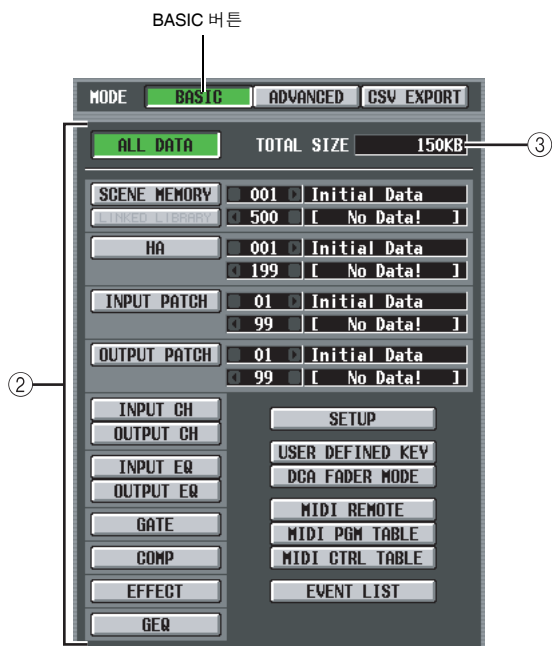 BASIC 버튼
MODE BASIC ADVANCED CSV EXPORT
ALL DATA TOTAL SIZE 150KB ③
SCENE MEMORY 001 Initial Data
LINKED LIBRARY 500 [ No Data! ]
HA 001 Initial Data
199 [ No Data! ]
INPUT PATCH 01 Initial Data
99 [ No Data! ]
OUTPUT PATCH 01 Initial Data
99 [ No Data! ]
②
INPUT CH
OUTPUT CH
INPUT EQ
OUTPUT EQ
GATE
COMP
EFFECT
GEQ
SETUP
USER DEFINED KEY
DCA FADER MODE
MIDI REMOTE
MIDI PGM TABLE
MIDI CTRL TABLE
EVENT LIST